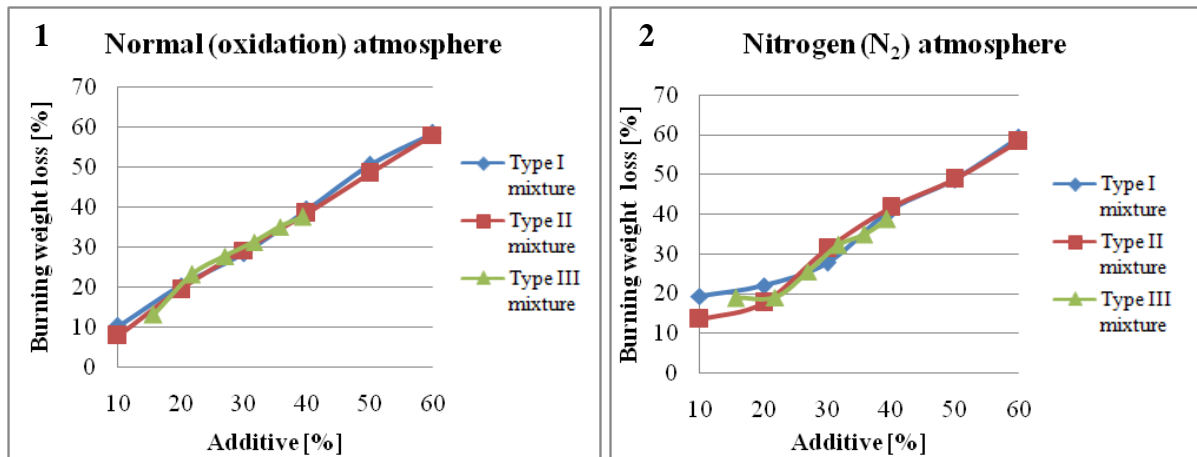 1
Normal (oxidation) atmosphere
Burning weight loss [%]
70
60
50
40
30
20
10
0
10 20 30 40 50 60
Additive [%]
Type I
mixture
Type II
mixture
Type III
mixture
2
Nitrogen (N₂) atmosphere
Burning weight loss [%]
70
60
50
40
30
20
10
0
10 20 30 40 50 60
Additive [%]
Type I
mixture
Type II
mixture
Type III
mixture